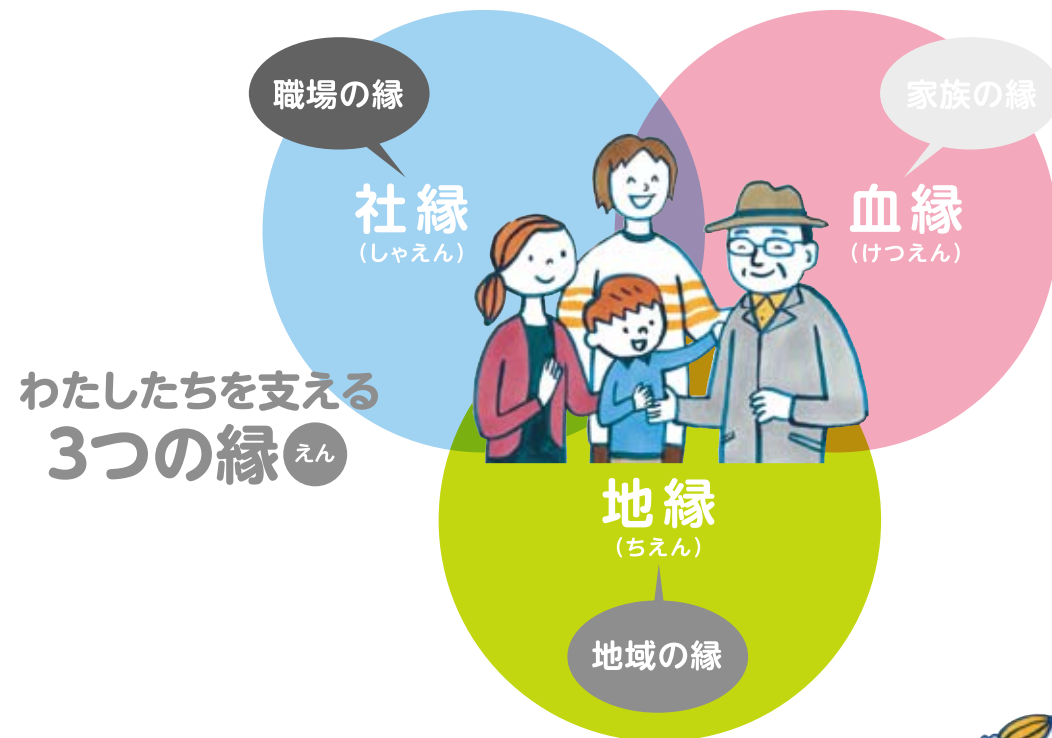 職場の縁
家族の縁
社縁
(しゃえん)
血縁
(けつえん)
わたしたちを支える
3つの縁 えん
地縁
(ちえん)
地域の縁